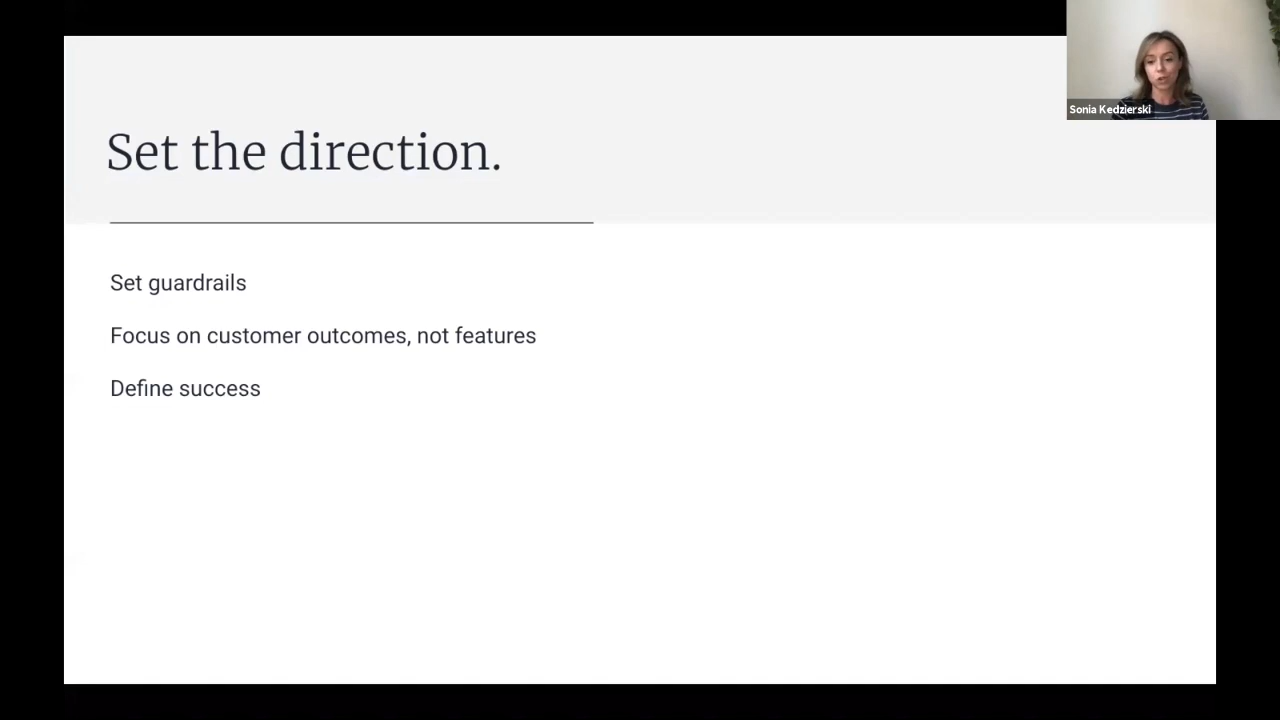 Set the direction.
Sonia Kedzierski
Set guardrails
Focus on customer outcomes, not features
Define success